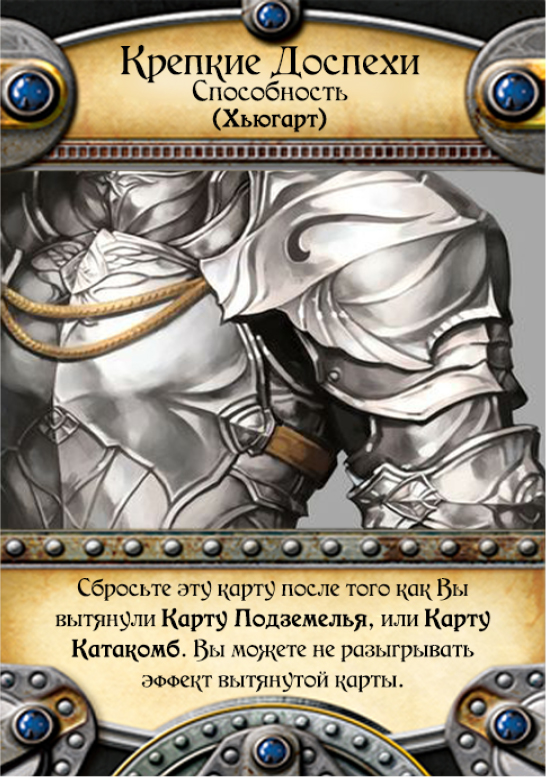 Крепкие Доспехи
Способность
(Хьюгарт)
Сбросьте эту карту после того как Вы
вытянули Карту Подземелья, или Карту
Катакомб. Вы можете не разыгрывать
эффект вытянутой карты.